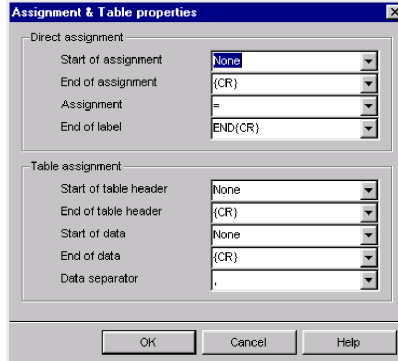 Assignment & Table properties
Direct assignment
Start of assignment None
End of assignment {CR}
Assignment =
End of label END{CR}
Table assignment
Start of table header None
End of table header {CR}
Start of data None
End of data {CR}
Data separator ,
OK Cancel Help